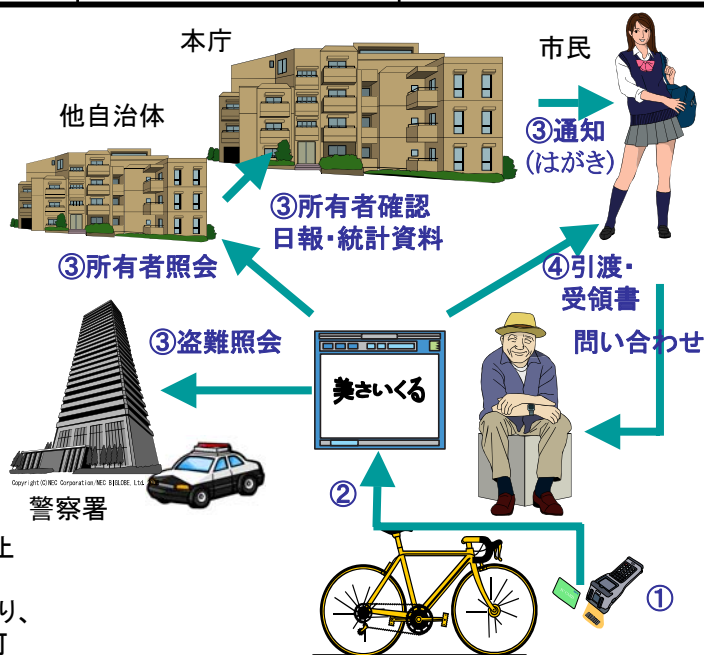 本庁
市民
他自治体
③通知
(はがき)
③所有者確認
日報・統計資料
③所有者照会
④引渡・
受領書
③盗難照会
問い合わせ
美さいくる
Copyright(C)NEC Corporation/NEC BIGLOBE, Ltd.
警察署
②
上
り、
可
①